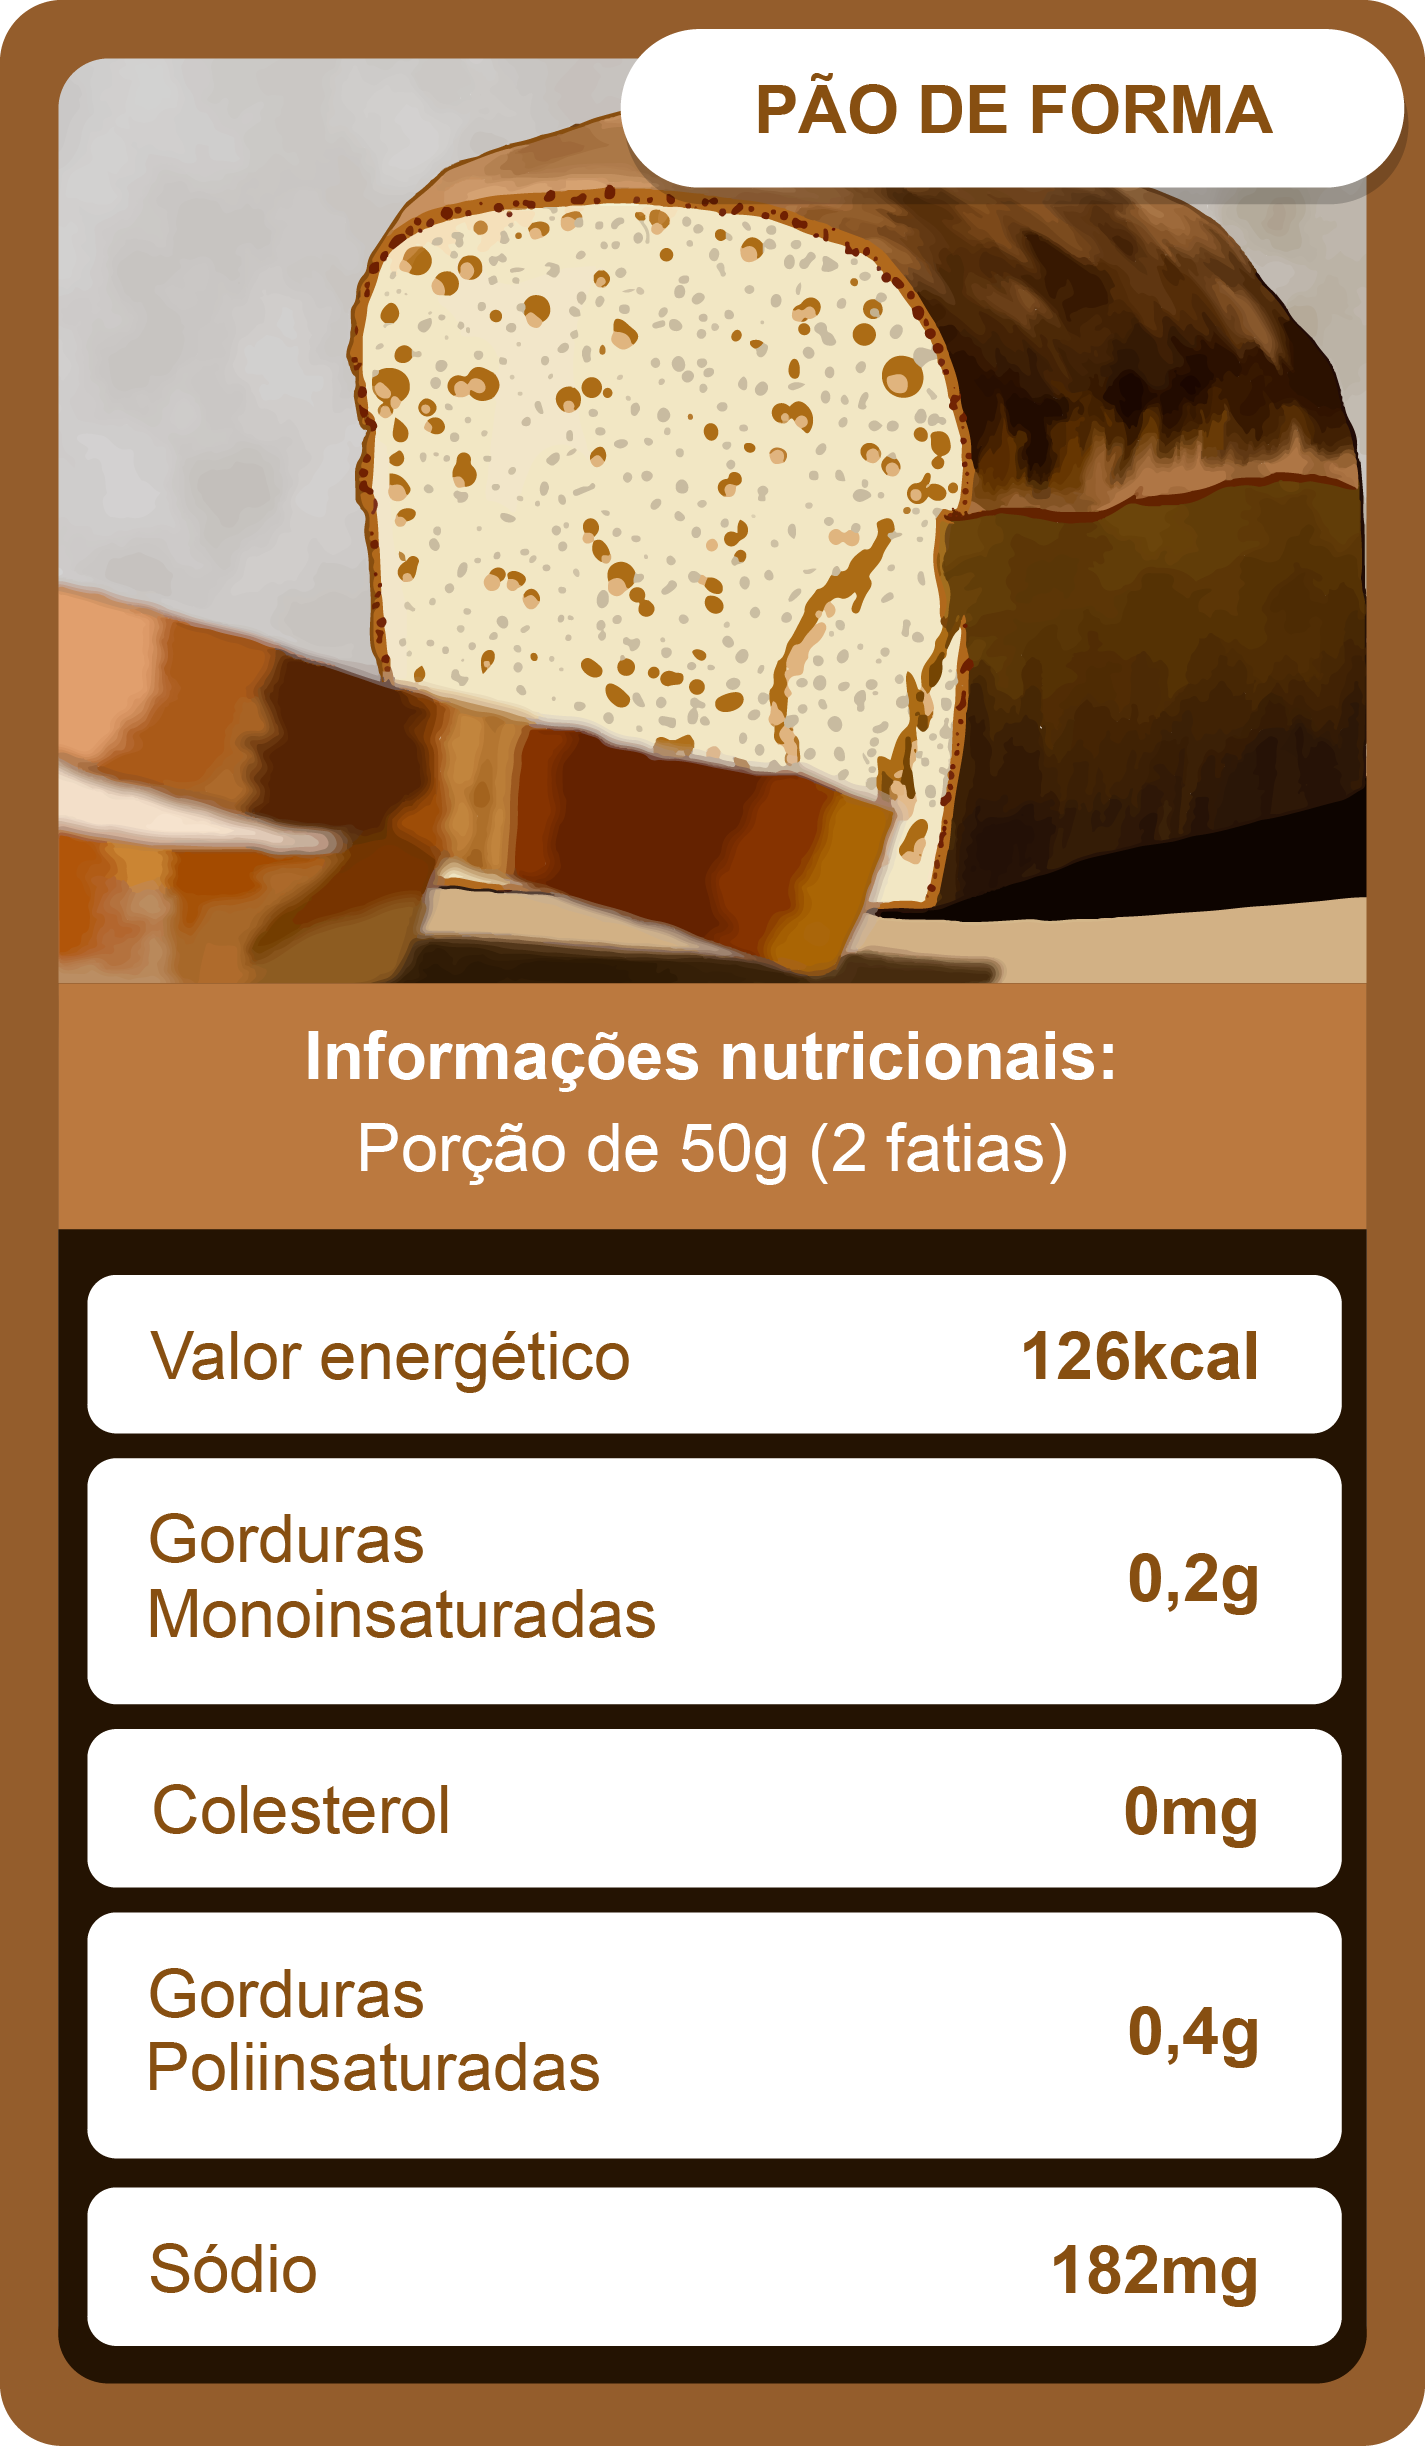 PÃO DE FORMA
Informações nutricionais:
Porção de 50g (2 fatias)
Valor energético 126kcal
Gorduras
Monoinsaturadas 0,2g
Colesterol 0mg
Gorduras
Poliinsaturadas 0,4g
Sódio 182mg